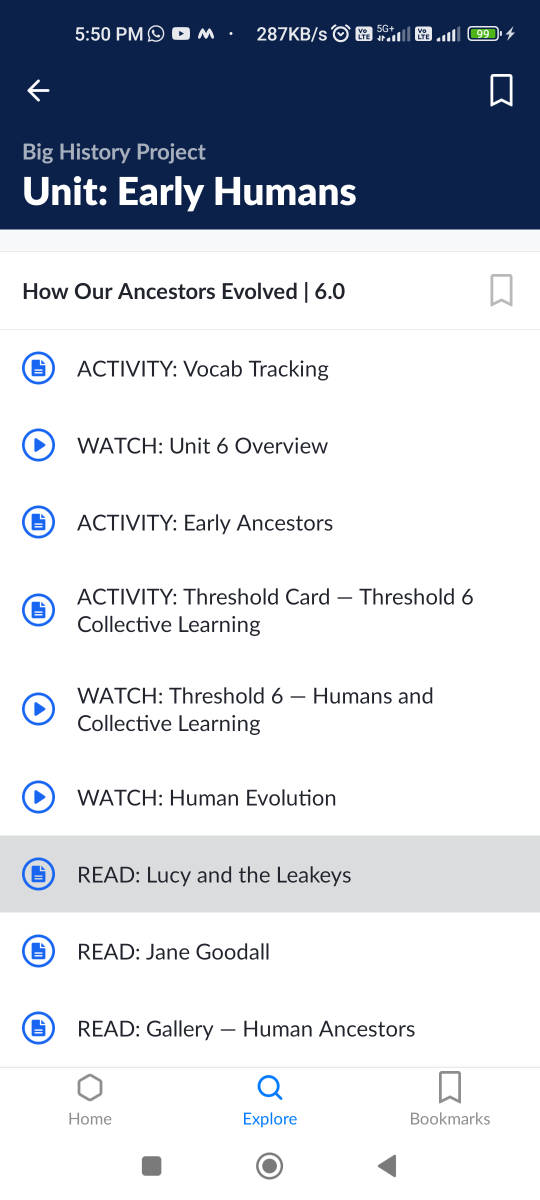 5:50 PM 287KB/s Vo LTE 5G+ Vo LTE 99
Big History Project
Unit: Early Humans
How Our Ancestors Evolved | 6.0
ACTIVITY: Vocab Tracking
WATCH: Unit 6 Overview
ACTIVITY: Early Ancestors
ACTIVITY: Threshold Card — Threshold 6
Collective Learning
WATCH: Threshold 6 — Humans and
Collective Learning
WATCH: Human Evolution
READ: Lucy and the Leakeys
READ: Jane Goodall
READ: Gallery — Human Ancestors
Home Explore Bookmarks